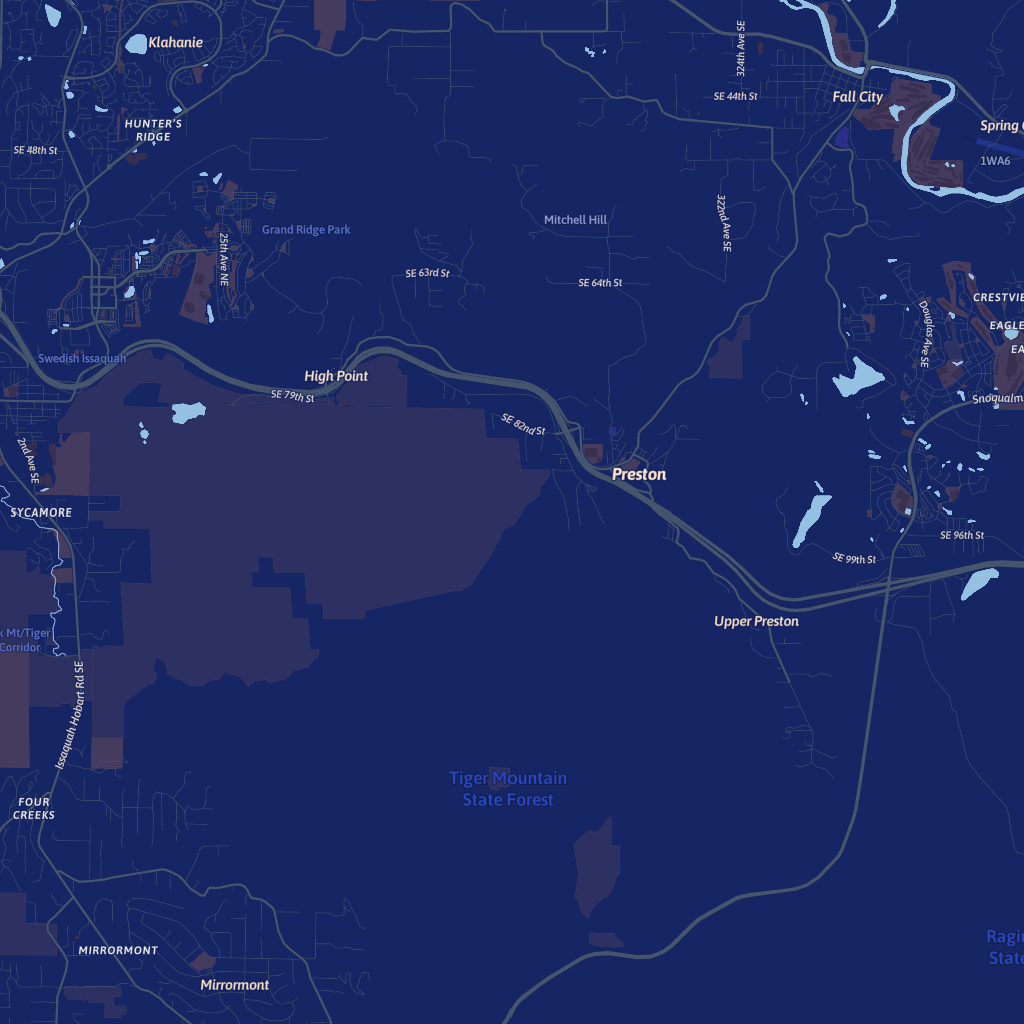 Klahanie
324th Ave SE
SE 44th St
Fall City
HUNTER'S
RIDGE
Spring
SE 48th St
1WA6
322nd Ave SE
Mitchell Hill
Grand Ridge Park
25th Ave NE
SE 63rd St
SE 64th St
CRESTVIE
Douglas Ave SE
EAGLE
EA
Swedish Issaquah
High Point
SE 79th St
Snoqualm
SE 82nd St
2nd Ave SE
Preston
SYCAMORE
SE 96th St
SE 99th St
Upper Preston
Mt/Tiger
Corridor
Issaquah Hobart Rd SE
Tiger Mountain
State Forest
FOUR
CREEKS
Ragi
State
MIRRORMONT
Mirrormont